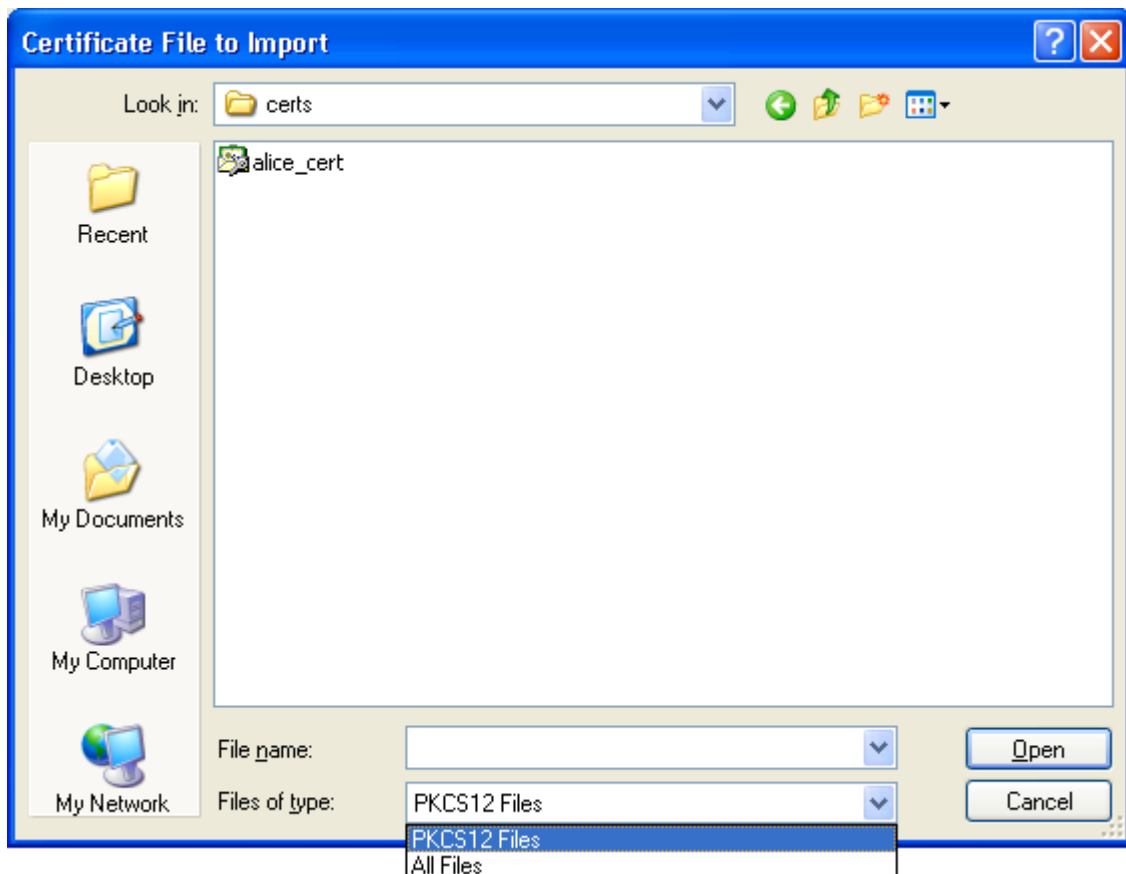 Certificate File to Import
Look in: certs
alice_cert
Recent
Desktop
My Documents
My Computer
My Network
File name:
Open
Files of type: PKCS12 Files
Cancel
PKCS12 Files
All Files